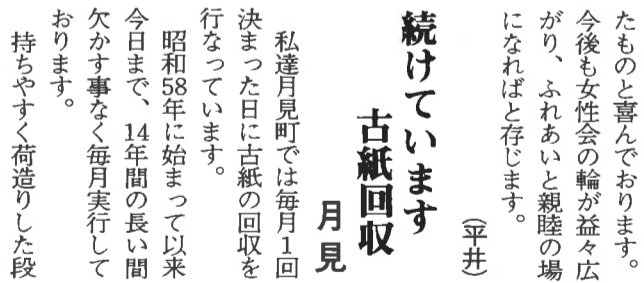 たものと喜んでおります。
今後も女性会の輪が益々広
がり、ふれあいと親睦の場
になればと存じます。
（平井）
続けています
古紙回収
月見
私達月見町では毎月1回
決まった日に古紙の回収を
行なっています。
昭和58年に始まって以来
今日まで、14年間の長い間
欠かす事なく毎月実行して
おります。
持ちやすく荷造りした段